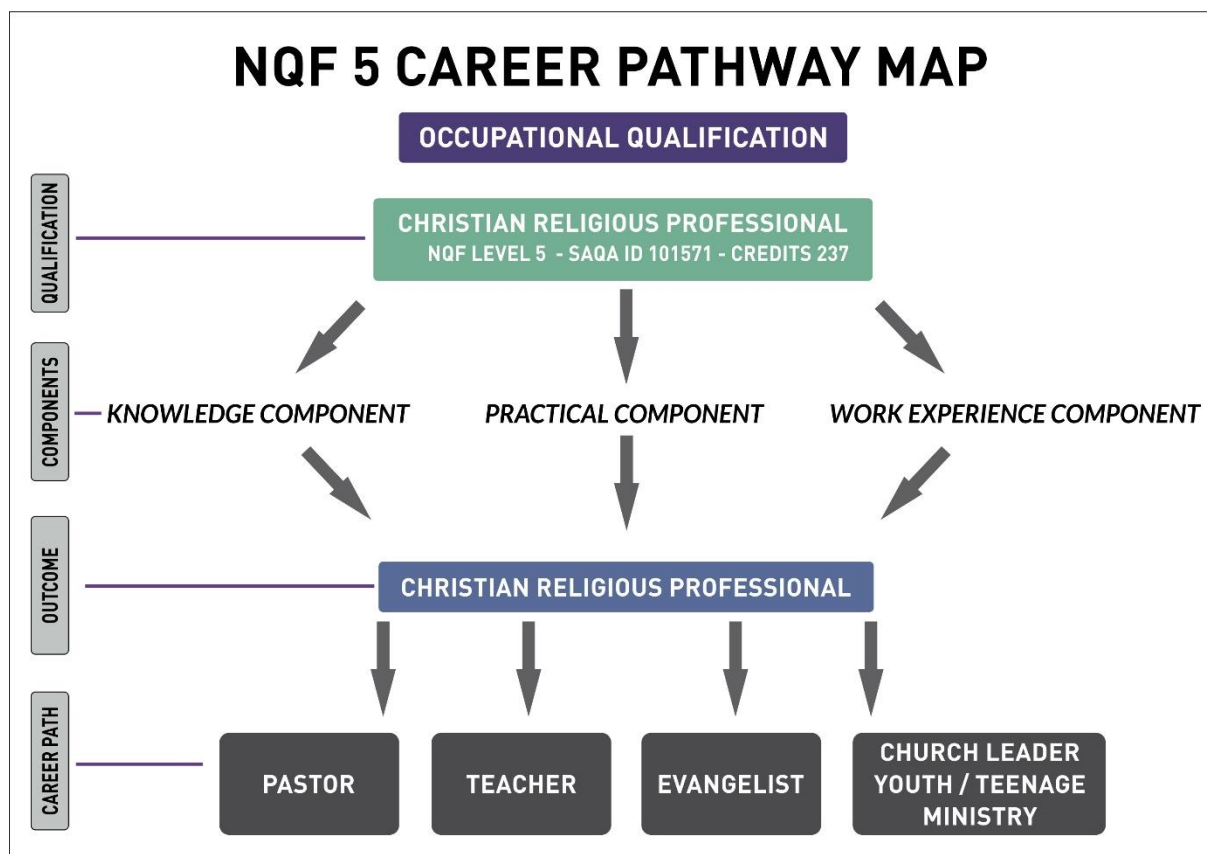 NQF 5 CAREER PATHWAY MAP
OCCUPATIONAL QUALIFICATION
QUALIFICATION
CHRISTIAN RELIGIOUS PROFESSIONAL
NQF LEVEL 5 - SAQA ID 101571 - CREDITS 237
COMPONENTS
KNOWLEDGE COMPONENT
PRACTICAL COMPONENT
WORK EXPERIENCE COMPONENT
OUTCOME
CHRISTIAN RELIGIOUS PROFESSIONAL
CAREER PATH
PASTOR
TEACHER
EVANGELIST
CHURCH LEADER
YOUTH / TEENAGE
MINISTRY